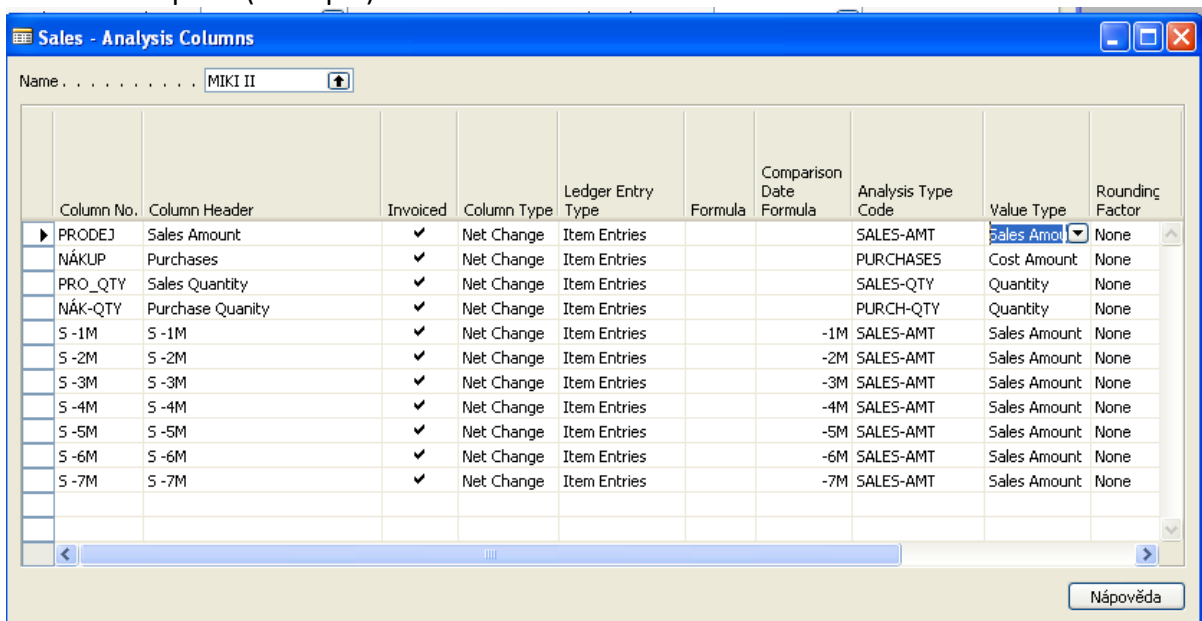 Sales - Analysis Columns
Name . . . . . . . . . . MIKI II
Column No. Column Header Invoiced Column Type Ledger Entry Type Formula Comparison Date Formula Analysis Type Code Value Type Rounding Factor
PRODEJ Sales Amount ✔ Net Change Item Entries SALES-AMT Sales Amou None
NÁKUP Purchases ✔ Net Change Item Entries PURCHASES Cost Amount None
PRO_QTY Sales Quantity ✔ Net Change Item Entries SALES-QTY Quantity None
NÁK-QTY Purchase Quanity ✔ Net Change Item Entries PURCH-QTY Quantity None
S -1M S -1M ✔ Net Change Item Entries -1M SALES-AMT Sales Amount None
S -2M S -2M ✔ Net Change Item Entries -2M SALES-AMT Sales Amount None
S -3M S -3M ✔ Net Change Item Entries -3M SALES-AMT Sales Amount None
S -4M S -4M ✔ Net Change Item Entries -4M SALES-AMT Sales Amount None
S -5M S -5M ✔ Net Change Item Entries -5M SALES-AMT Sales Amount None
S -6M S -6M ✔ Net Change Item Entries -6M SALES-AMT Sales Amount None
S -7M S -7M ✔ Net Change Item Entries -7M SALES-AMT Sales Amount None
Nápověda